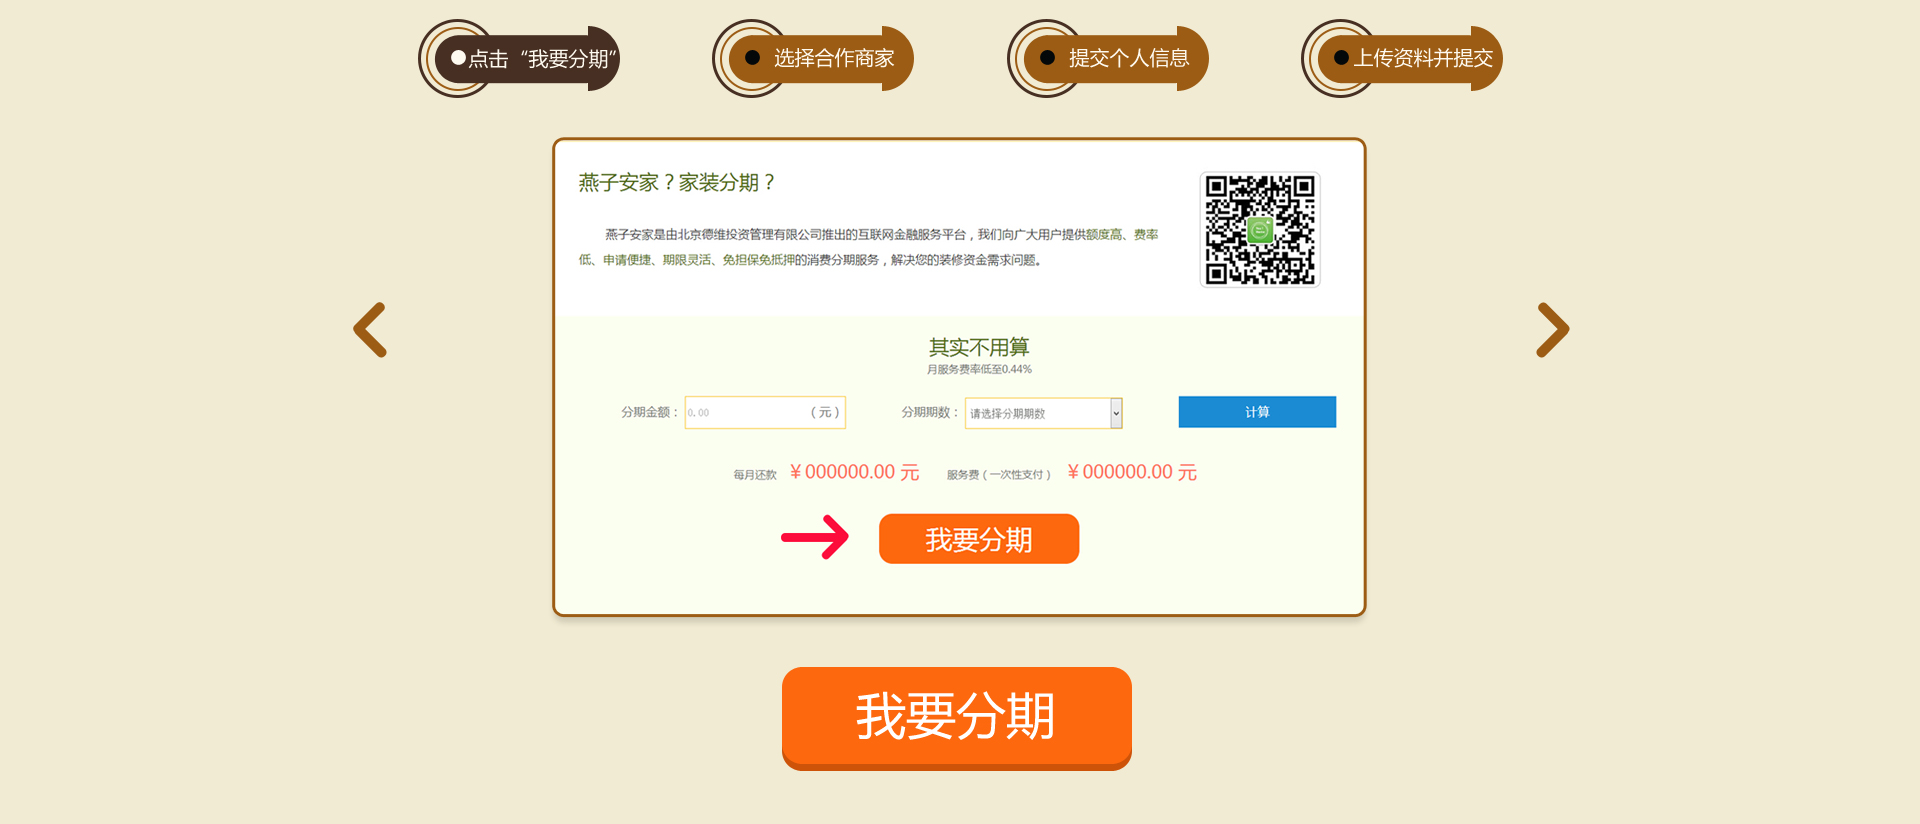 点击“我要分期”
选择合作商家
提交个人信息
上传资料并提交
燕子安家？家装分期？
燕子安家是由北京德维投资管理有限公司推出的互联网金融服务平台，我们向广大用户提供额度高、费率
低、申请便捷、期限灵活、免担保免抵押的消费分期服务，解决您的装修资金需求问题。
其实不用算
月服务费率低至0.44%
分期金额： 0.00 （元） 分期期数： 请选择分期期数 计算
每月还款 ¥000000.00 元 服务费（一次性支付） ¥000000.00 元
我要分期
我要分期